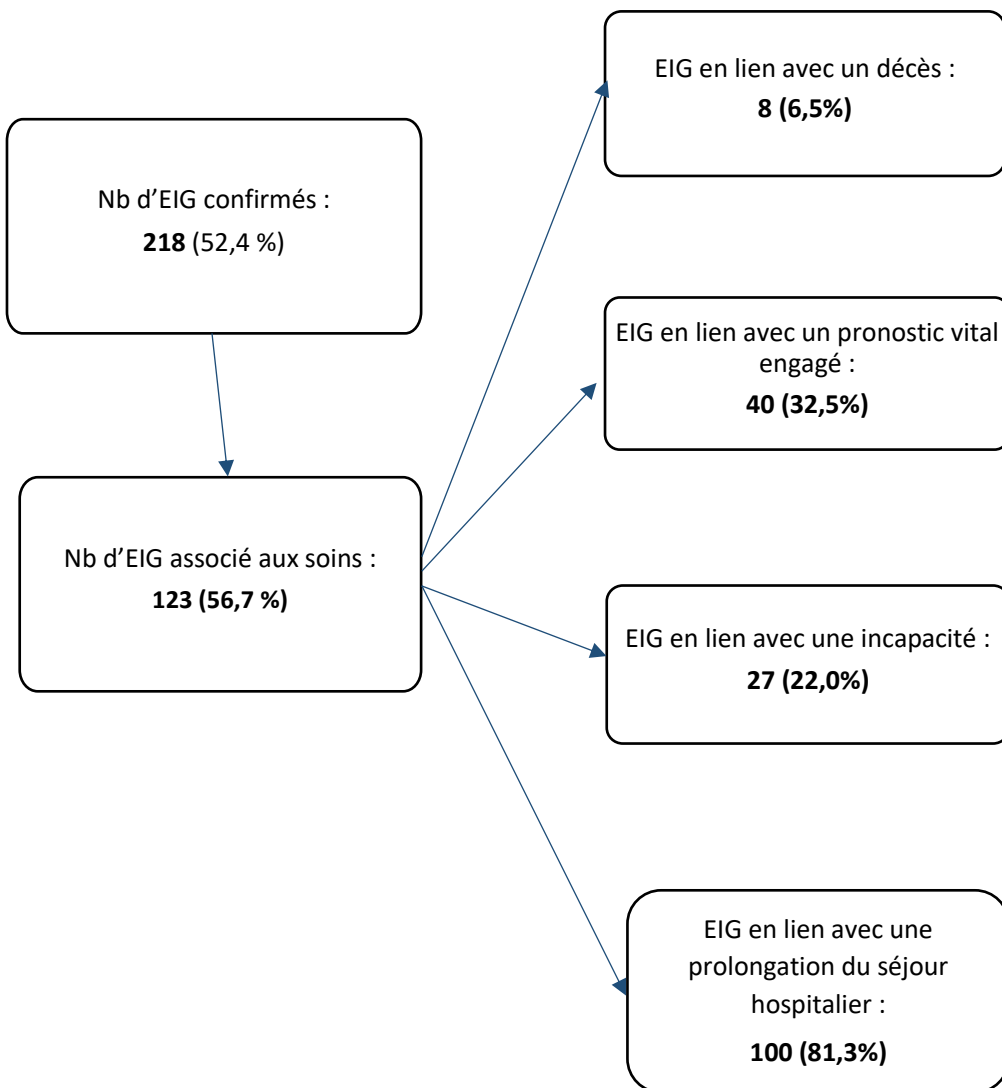 Nb d’EIG confirmés :
218 (52,4 %)
Nb d’EIG associé aux soins :
123 (56,7 %)
EIG en lien avec un décès :
8 (6,5%)
EIG en lien avec un pronostic vital
engagé :
40 (32,5%)
EIG en lien avec une incapacité :
27 (22,0%)
EIG en lien avec une
prolongation du séjour
hospitalier :
100 (81,3%)